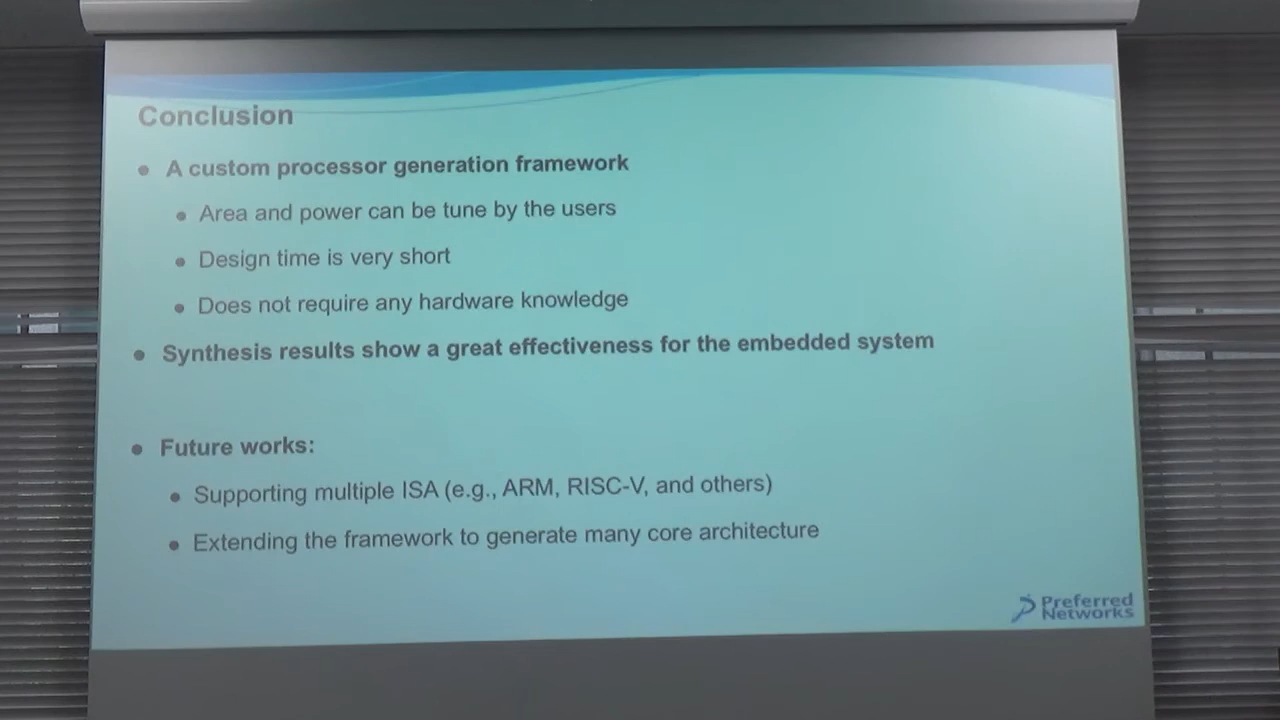 Conclusion
● A custom processor generation framework
● Area and power can be tune by the users
● Design time is very short
● Does not require any hardware knowledge
● Synthesis results show a great effectiveness for the embedded system
● Future works:
● Supporting multiple ISA (e.g., ARM, RISC-V, and others)
● Extending the framework to generate many core architecture
Preferred
Networks